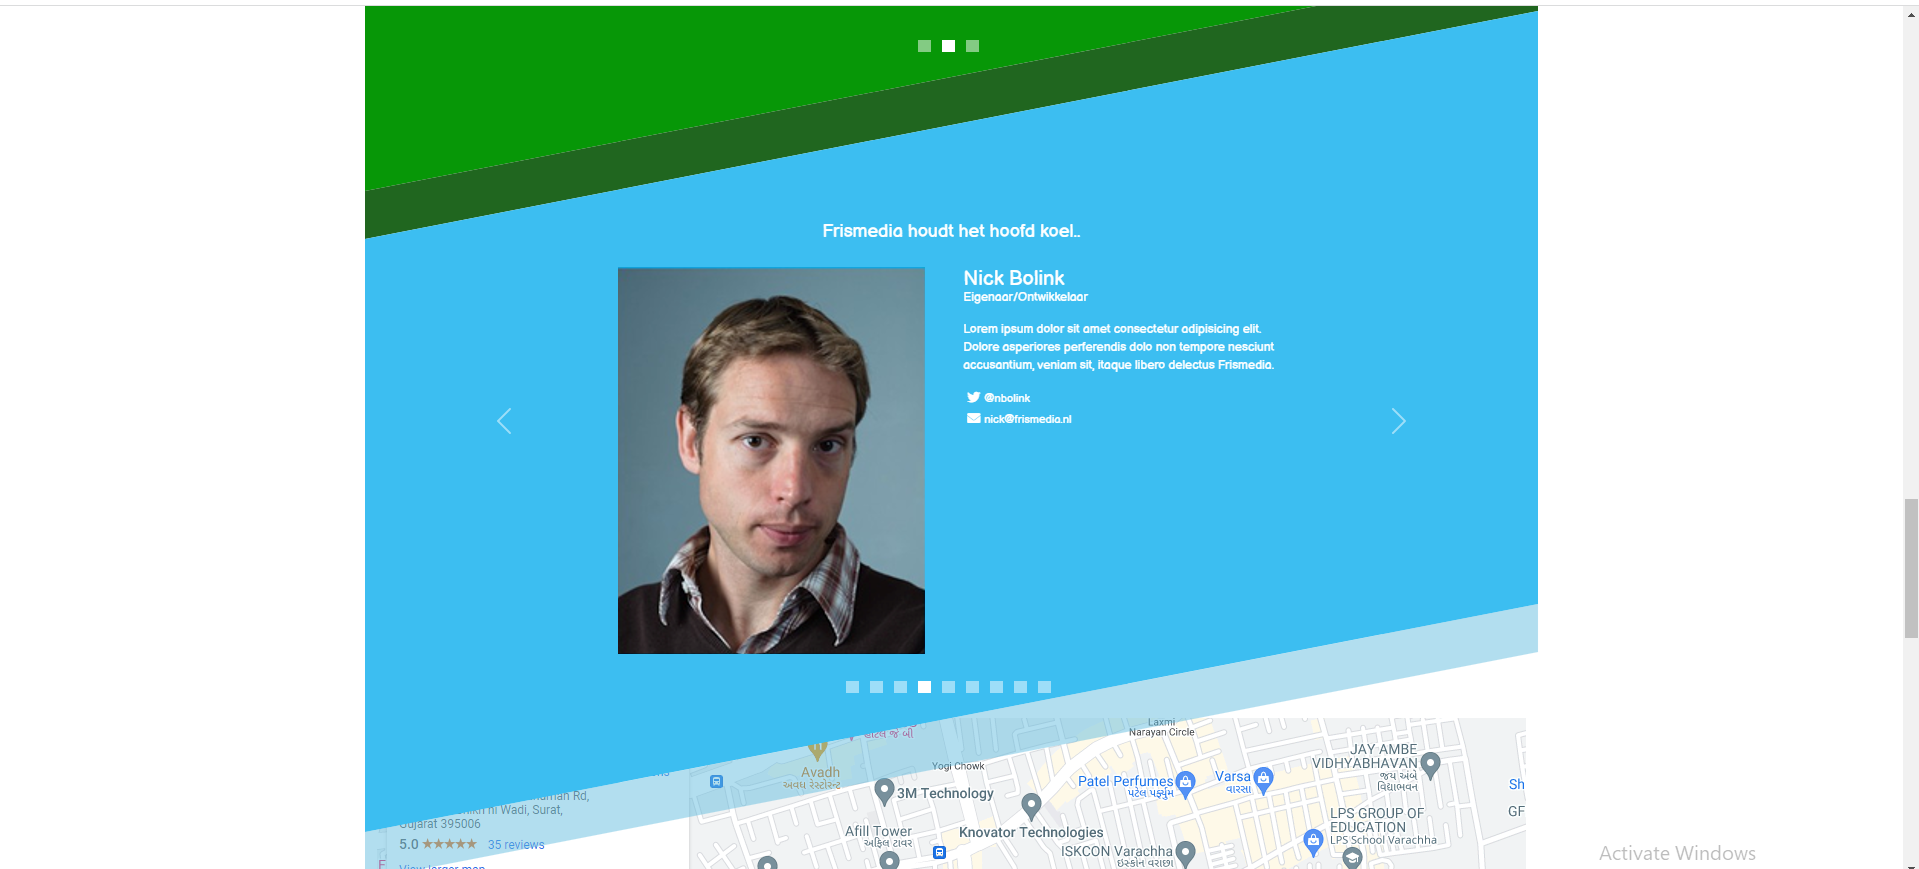 Frismedia houdt het hoofd koel..
Nick Bolink
Eigenaar/Ontwikkelaar
Lorem ipsum dolor sit amet consectetur adipisicing elit.
Dolore asperiores perferendis dolo non tempore nesciunt
accusantium, veniam sit, itaque libero delectus Frismedia.
@nbolink
nick@frismedia.nl
Laxmi
Narayan Circle
Yogi Chowk
Avadh
અવધ રેસ્ટોરન્ટ
3M Technology
Patel Perfumes
પટેલ પર્ફ્યુમ
Varsa
વારસા
JAY AMBE
VIDHYABHAVAN
જય અંબે
વિદ્યાભવન
Sh
GF
Rd,
ni Wadi, Surat,
Gujarat 395006
5.0 ★★★★★ 35 reviews
View larger map
Afill Tower
અફિલ ટાવર
Knovator Technologies
ISKCON Varachha
ઇસ્કોન વરાછા
LPS GROUP OF
EDUCATION
LPS School Varachha
Activate Windows